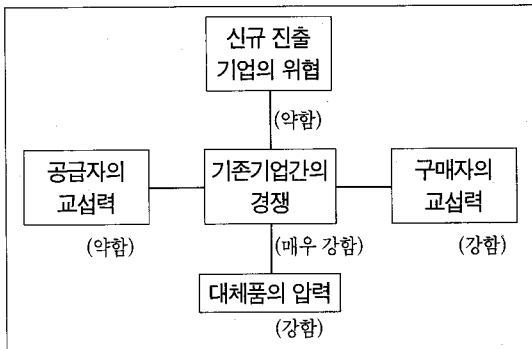 신규 진출
기업의 위협
(약함)
공급자의
교섭력
(약함)
기존기업간의
경쟁
(매우 강함)
구매자의
교섭력
(강함)
대체품의 압력
(강함)